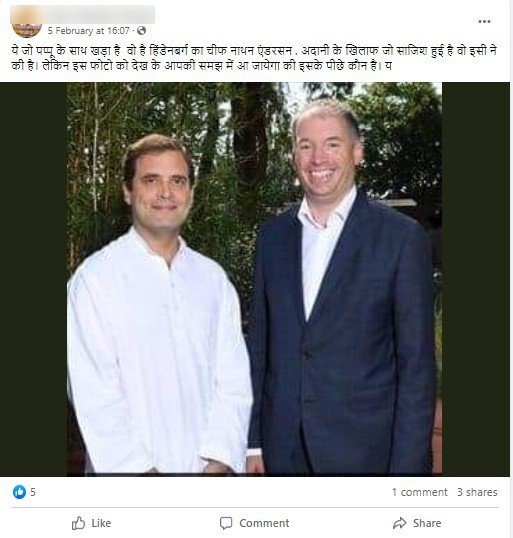 5 February at 16:07 ·
ये जो पप्पू के साथ खड़ा है वो है हिंडेनबर्ग का चीफ नाथन एंडरसन . अदानी के खिलाफ जो साजिश हुई है वो इसी ने
की है। लेकिन इस फोटो को देख के आपकी समझ में आ जायेगा की इसके पीछे कौन है। य
5
1 comment 3 shares
Like
Comment
Share